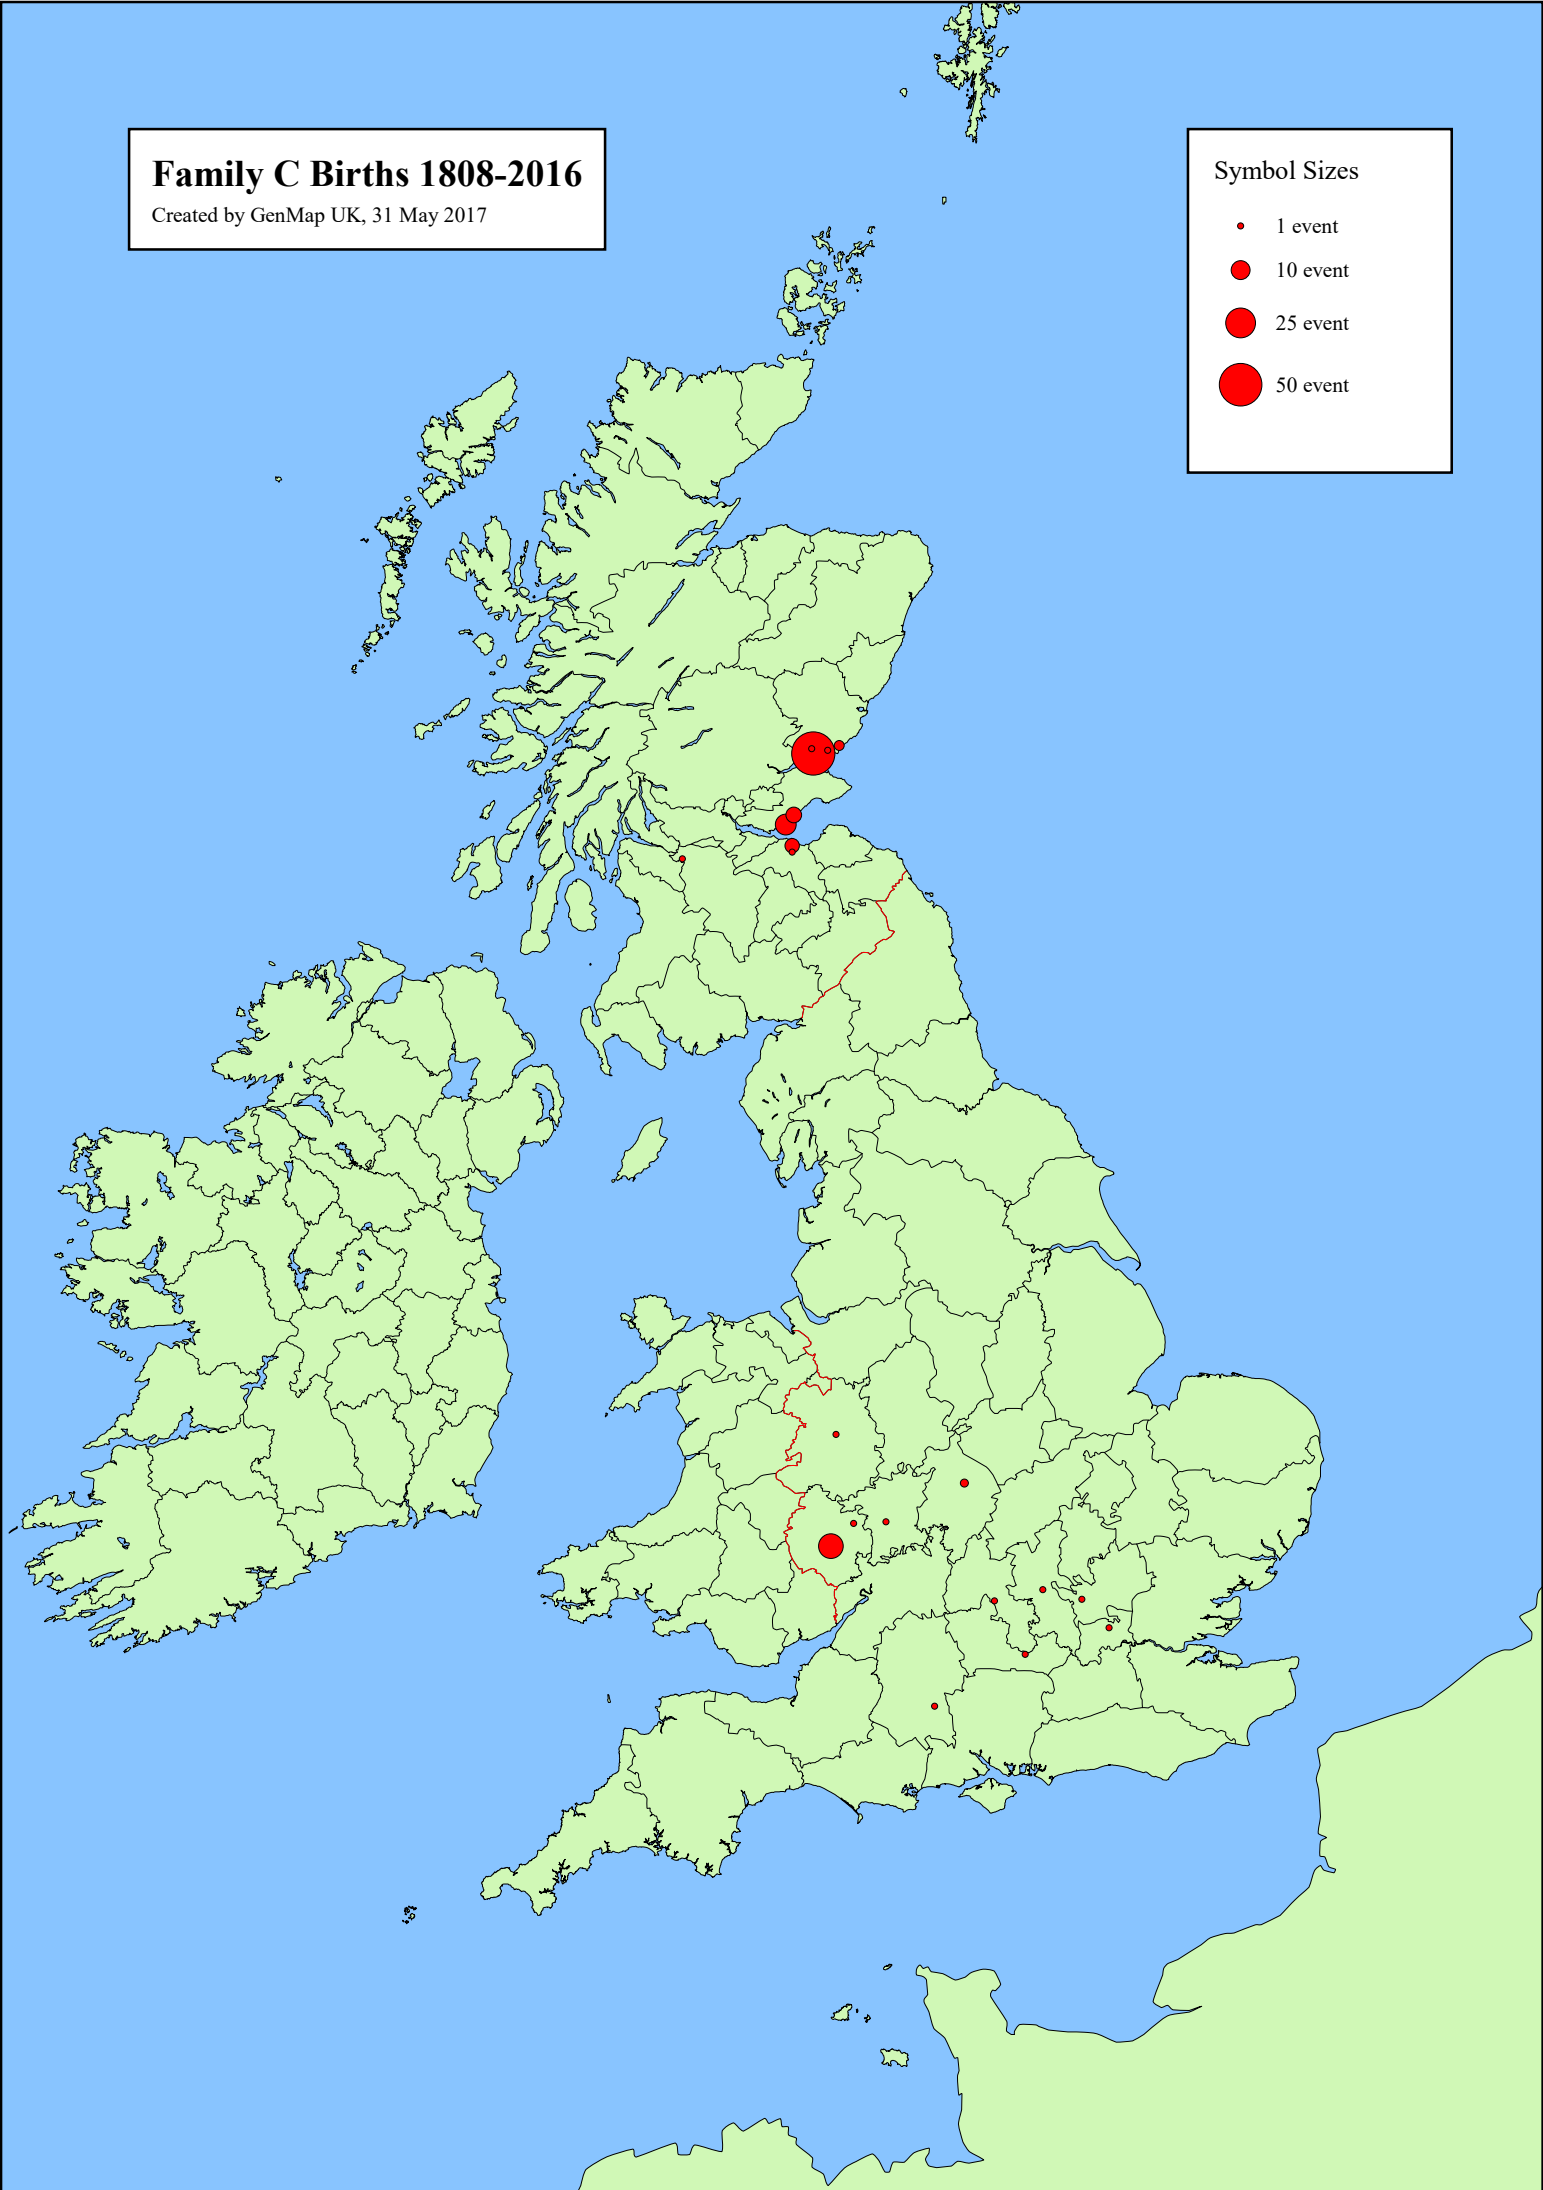 Family C Births 1808-2016
Created by GenMap UK, 31 May 2017
Symbol Sizes
1 event
10 event
25 event
50 event